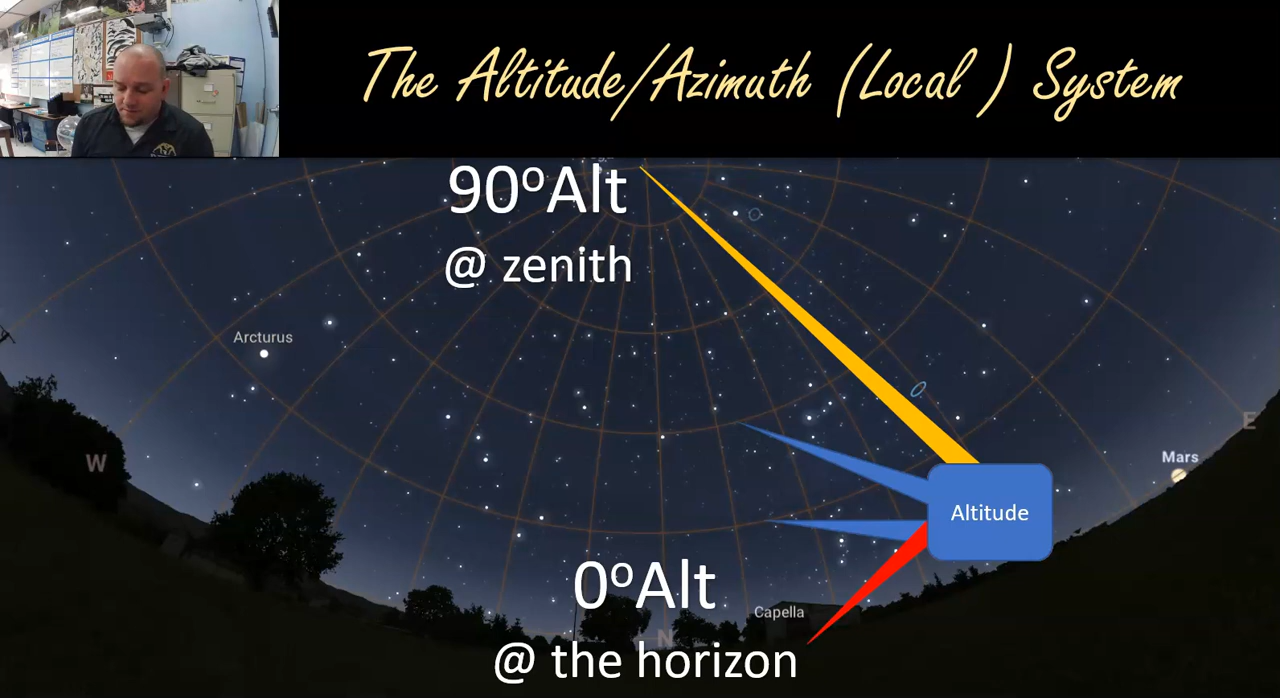 The Altitude/Azimuth (Local ) System
90ºAlt
@ zenith
Arcturus
E
W
Mars
Altitude
0ºAlt
Capella
N
@ the horizon